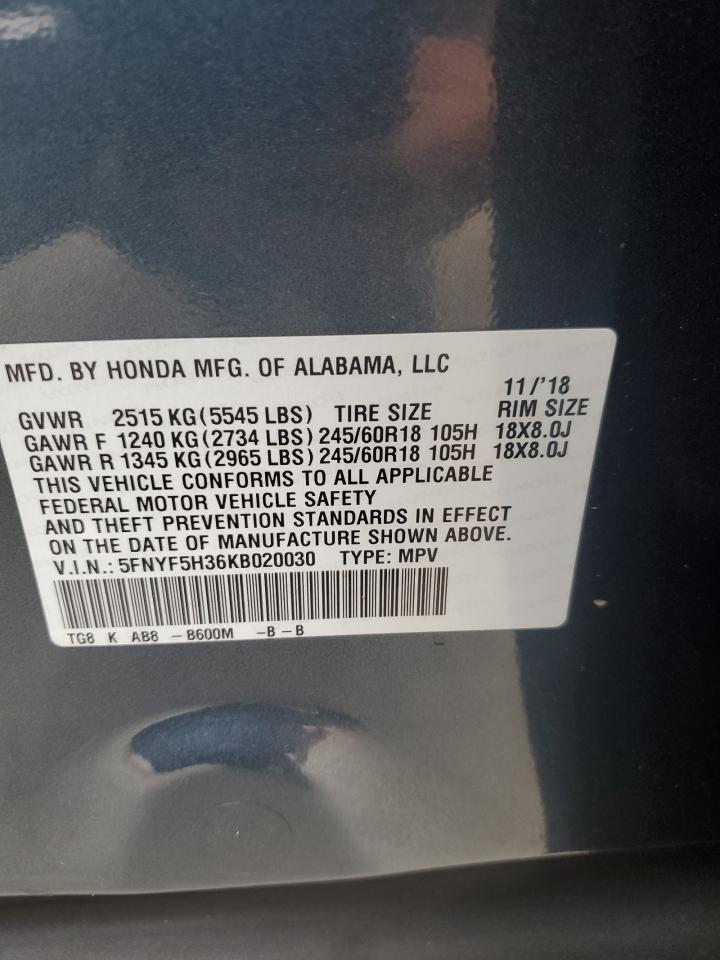 MFD. BY HONDA MFG. OF ALABAMA, LLC
11/'18
GVWR 2515 KG (5545 LBS) TIRE SIZE RIM SIZE
GAWR F 1240 KG (2734 LBS) 245/60R18 105H 18X8.0J
GAWR R 1345 KG (2965 LBS) 245/60R18 105H 18X8.0J
THIS VEHICLE CONFORMS TO ALL APPLICABLE
FEDERAL MOTOR VEHICLE SAFETY
AND THEFT PREVENTION STANDARDS IN EFFECT
ON THE DATE OF MANUFACTURE SHOWN ABOVE.
V.I.N.: 5FNYF5H36KB020030 TYPE: MPV
TG8 K AB8 -B600M -B -B